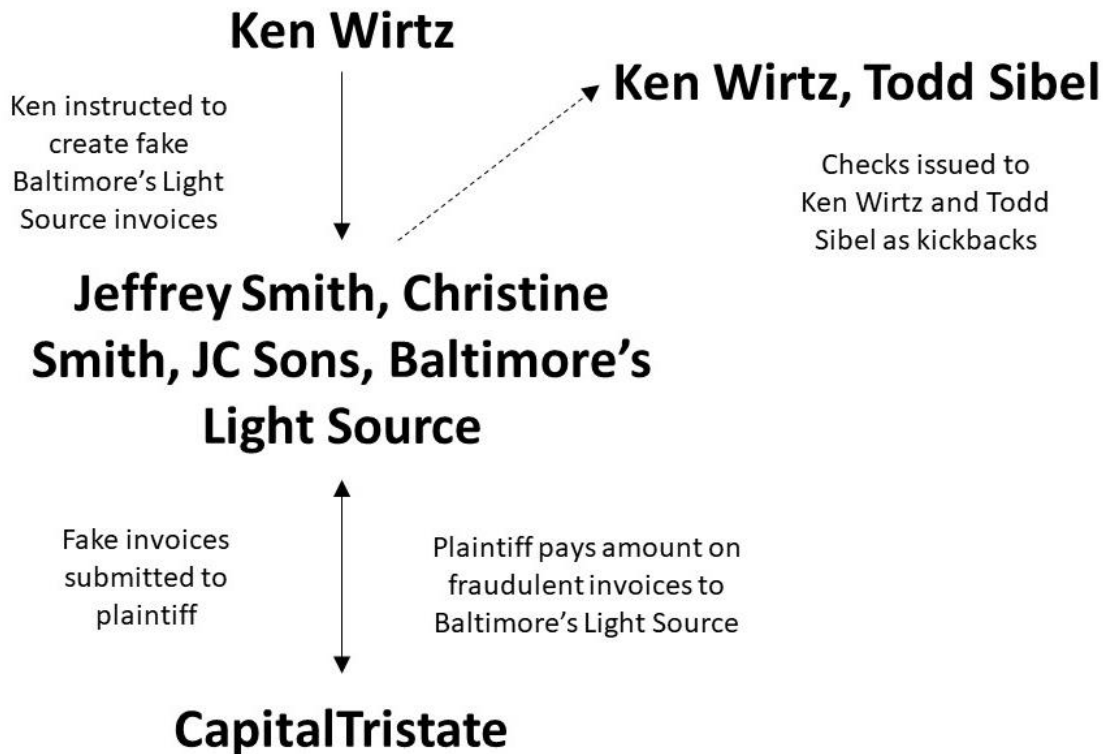 Ken Wirtz
Ken Wirtz, Todd Sibel
Ken instructed to
create fake
Baltimore’s Light
Source invoices
Checks issued to
Ken Wirtz and Todd
Sibel as kickbacks
Jeffrey Smith, Christine
Smith, JC Sons, Baltimore’s
Light Source
Fake invoices
submitted to
plaintiff
Plaintiff pays amount on
fraudulent invoices to
Baltimore’s Light Source
CapitalTristate